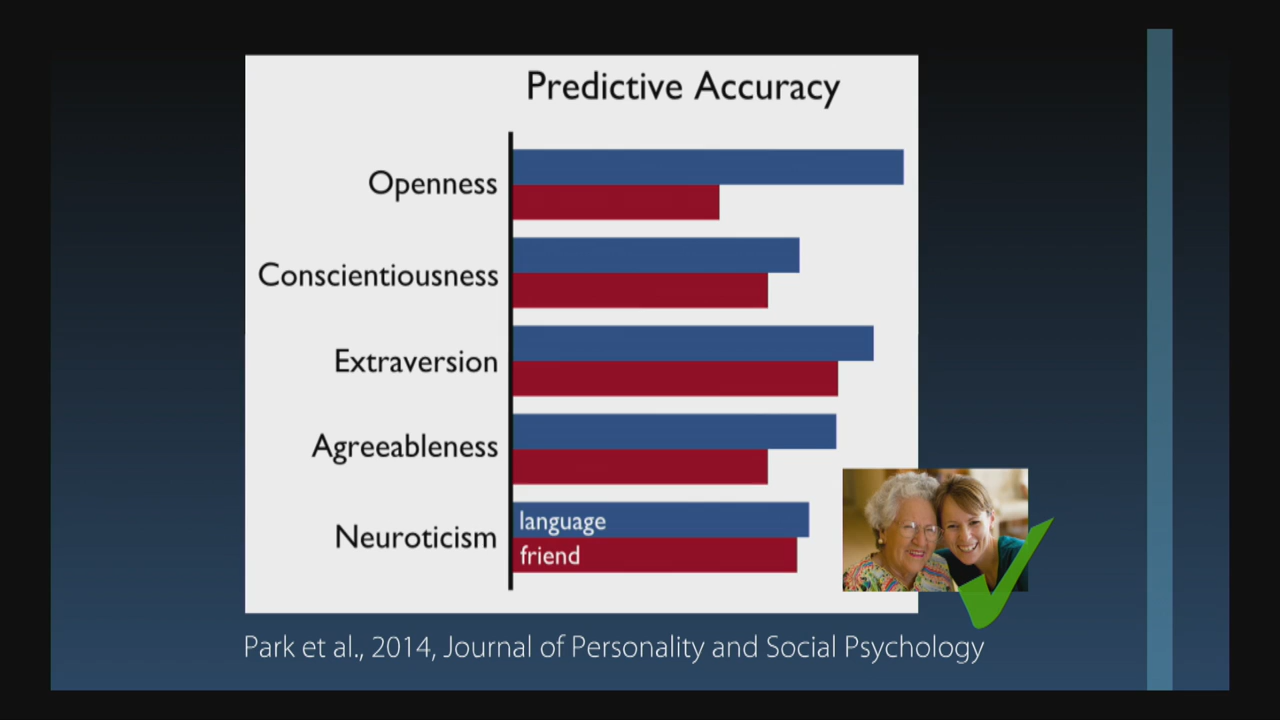 Predictive Accuracy
Openness
Conscientiousness
Extraversion
Agreeableness
Neuroticism
language
friend
Park et al., 2014, Journal of Personality and Social Psychology